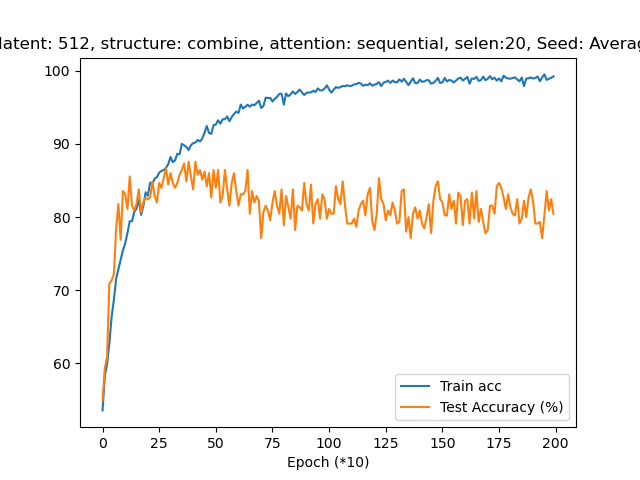 latent: 512, structure: combine, attention: sequential, selen:20, Seed:
100
90
80
70
60
Train acc
Test Accuracy (%)
0 25 50 75 100 125 150 175 200
Epoch (*10)